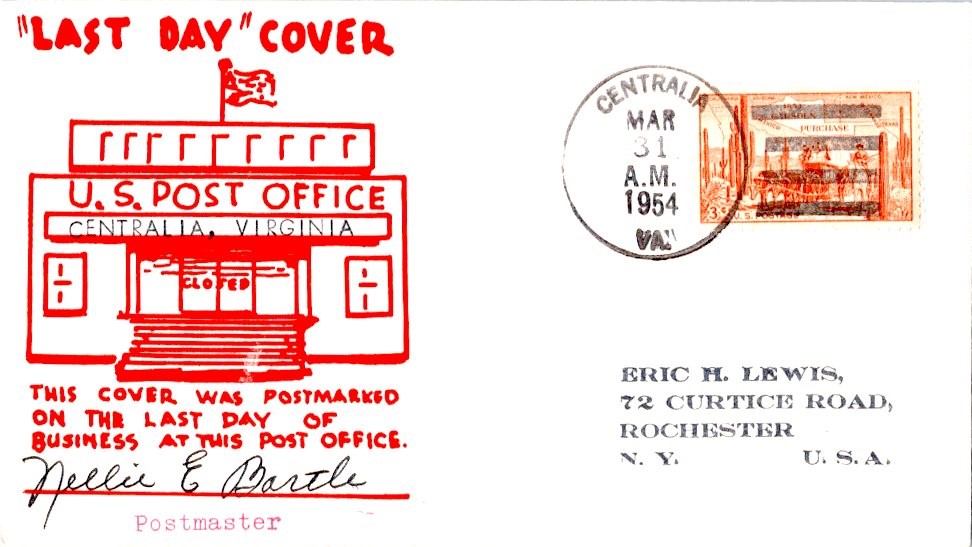 "LAST DAY" COVER
U.S. POST OFFICE
CENTRALIA, VIRGINIA
CLOSED
THIS COVER WAS POSTMARKED
ON THE LAST DAY OF
BUSINESS AT THIS POST OFFICE.
Nellie E Bartle
Postmaster
CENTRALIA
MAR
31
A.M.
1954
VA.
PURCHASE
3¢ U.S. POSTAGE
ERIC H. LEWIS,
72 CURTICE ROAD,
ROCHESTER
N. Y. U. S. A.